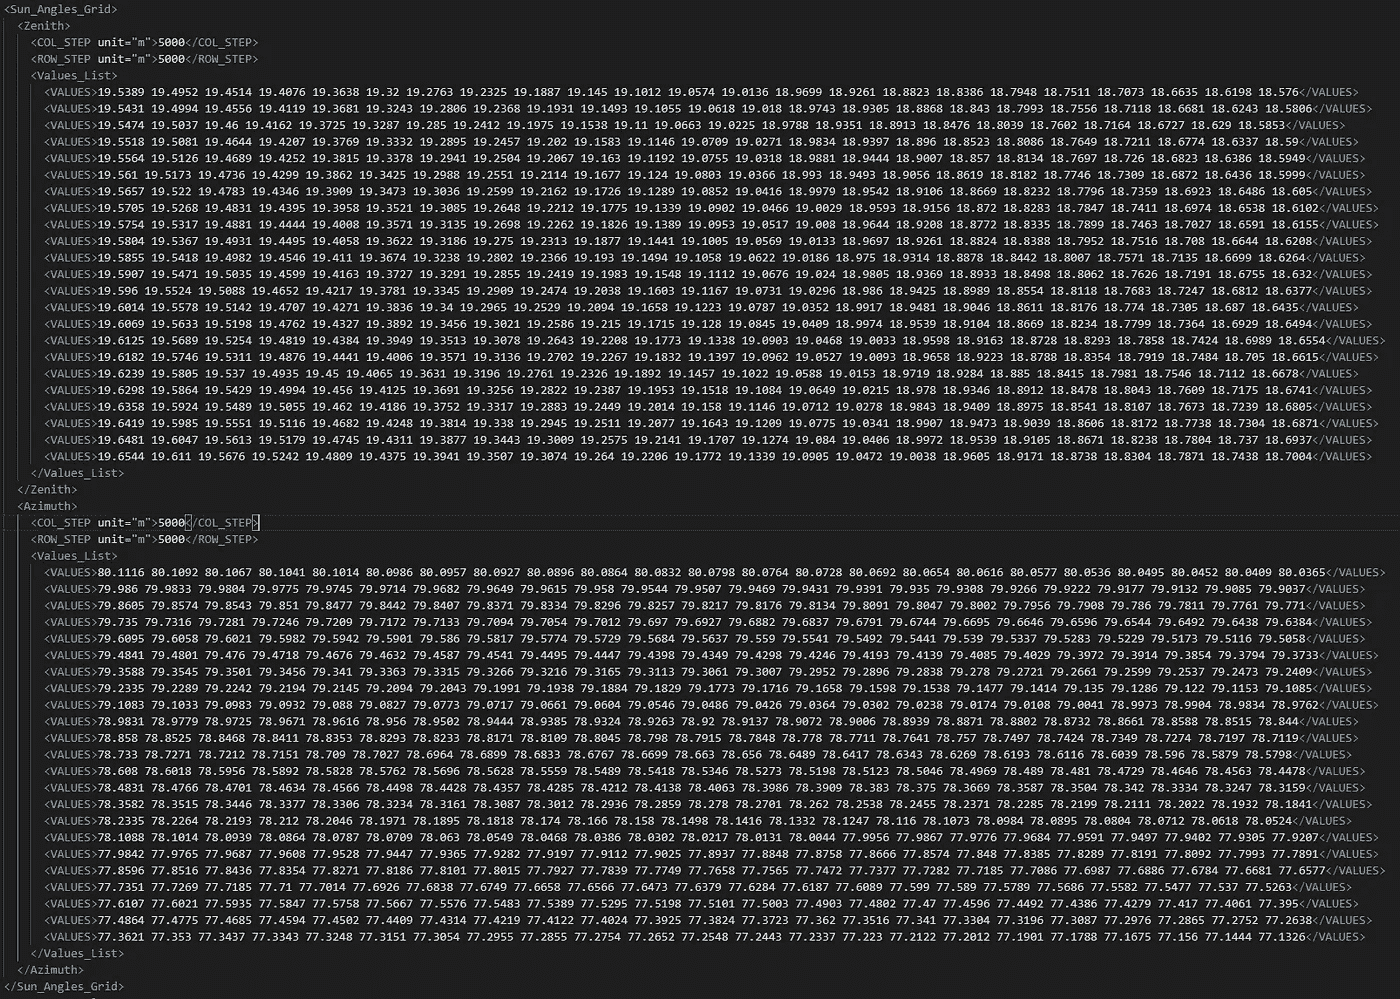 <Sun_Angles_Grid>
<Zenith>
<COL_STEP unit="m">5000</COL_STEP>
<ROW_STEP unit="m">5000</ROW_STEP>
<Values_List>
<VALUES>19.5389 19.4952 19.4514 19.4076 19.3638 19.32 19.2763 19.2325 19.1887 19.145 19.1012 19.0574 19.0136 18.9699 18.9261 18.8823 18.8386 18.7948 18.7511 18.7073 18.6635 18.6198 18.576</VALUES>
<VALUES>19.5431 19.4994 19.4556 19.4119 19.3681 19.3243 19.2806 19.2368 19.1931 19.1493 19.1055 19.0618 19.018 18.9743 18.9305 18.8868 18.843 18.7993 18.7556 18.7118 18.6681 18.6243 18.5806</VALUES>
<VALUES>19.5474 19.5037 19.46 19.4162 19.3725 19.3287 19.285 19.2412 19.1975 19.1538 19.11 19.0663 19.0225 18.9788 18.9351 18.8913 18.8476 18.8039 18.7602 18.7164 18.6727 18.629 18.5853</VALUES>
<VALUES>19.5518 19.5081 19.4644 19.4207 19.3769 19.3332 19.2895 19.2457 19.202 19.1583 19.1146 19.0709 19.0271 18.9834 18.9397 18.896 18.8523 18.8086 18.7649 18.7211 18.6774 18.6337 18.59</VALUES>
<VALUES>19.5564 19.5126 19.4689 19.4252 19.3815 19.3378 19.2941 19.2504 19.2067 19.163 19.1192 19.0755 19.0318 18.9881 18.9444 18.9007 18.857 18.8134 18.7697 18.726 18.6823 18.6386 18.5949</VALUES>
<VALUES>19.561 19.5173 19.4736 19.4299 19.3862 19.3425 19.2988 19.2551 19.2114 19.1677 19.124 19.0803 19.0366 18.993 18.9493 18.9056 18.8619 18.8182 18.7746 18.7309 18.6872 18.6436 18.5999</VALUES>
<VALUES>19.5657 19.522 19.4783 19.4346 19.3909 19.3473 19.3036 19.2599 19.2162 19.1726 19.1289 19.0852 19.0416 18.9979 18.9542 18.9106 18.8669 18.8232 18.7796 18.7359 18.6923 18.6486 18.605</VALUES>
<VALUES>19.5705 19.5268 19.4831 19.4395 19.3958 19.3521 19.3085 19.2648 19.2212 19.1775 19.1339 19.0902 19.0466 19.0029 18.9593 18.9156 18.872 18.8283 18.7847 18.7411 18.6974 18.6538 18.6102</VALUES>
<VALUES>19.5754 19.5317 19.4881 19.4444 19.4008 19.3571 19.3135 19.2698 19.2262 19.1826 19.1389 19.0953 19.0517 19.008 18.9644 18.9208 18.8772 18.8335 18.7899 18.7463 18.7027 18.6591 18.6155</VALUES>
<VALUES>19.5804 19.5367 19.4931 19.4495 19.4058 19.3622 19.3186 19.275 19.2313 19.1877 19.1441 19.1005 19.0569 19.0133 18.9697 18.9261 18.8824 18.8388 18.7952 18.7516 18.708 18.6644 18.6208</VALUES>
<VALUES>19.5855 19.5418 19.4982 19.4546 19.411 19.3674 19.3238 19.2802 19.2366 19.193 19.1494 19.1058 19.0622 19.0186 18.975 18.9314 18.8878 18.8442 18.8007 18.7571 18.7135 18.6699 18.6264</VALUES>
<VALUES>19.5907 19.5471 19.5035 19.4599 19.4163 19.3727 19.3291 19.2855 19.2419 19.1983 19.1548 19.1112 19.0676 19.024 18.9805 18.9369 18.8933 18.8498 18.8062 18.7626 18.7191 18.6755 18.632</VALUES>
<VALUES>19.596 19.5524 19.5088 19.4652 19.4217 19.3781 19.3345 19.2909 19.2474 19.2038 19.1603 19.1167 19.0731 19.0296 18.986 18.9425 18.8989 18.8554 18.8118 18.7683 18.7247 18.6812 18.6377</VALUES>
<VALUES>19.6014 19.5578 19.5142 19.4707 19.4271 19.3836 19.34 19.2965 19.2529 19.2094 19.1658 19.1223 19.0787 19.0352 18.9917 18.9481 18.9046 18.8611 18.8176 18.774 18.7305 18.687 18.6435</VALUES>
<VALUES>19.6069 19.5633 19.5198 19.4762 19.4327 19.3892 19.3456 19.3021 19.2586 19.215 19.1715 19.128 19.0845 19.0409 18.9974 18.9539 18.9104 18.8669 18.8234 18.7799 18.7364 18.6929 18.6494</VALUES>
<VALUES>19.6125 19.5689 19.5254 19.4819 19.4384 19.3949 19.3513 19.3078 19.2643 19.2208 19.1773 19.1338 19.0903 19.0468 19.0033 18.9598 18.9163 18.8728 18.8293 18.7858 18.7424 18.6989 18.6554</VALUES>
<VALUES>19.6182 19.5746 19.5311 19.4876 19.4441 19.4006 19.3571 19.3136 19.2702 19.2267 19.1832 19.1397 19.0962 19.0527 19.0093 18.9658 18.9223 18.8788 18.8354 18.7919 18.7484 18.705 18.6615</VALUES>
<VALUES>19.6239 19.5805 19.537 19.4935 19.45 19.4065 19.3631 19.3196 19.2761 19.2326 19.1892 19.1457 19.1022 19.0588 19.0153 18.9719 18.9284 18.885 18.8415 18.7981 18.7546 18.7112 18.6678</VALUES>
<VALUES>19.6298 19.5864 19.5429 19.4994 19.456 19.4125 19.3691 19.3256 19.2822 19.2387 19.1953 19.1518 19.1084 19.0649 19.0215 18.978 18.9346 18.8912 18.8478 18.8043 18.7609 18.7175 18.6741</VALUES>
<VALUES>19.6358 19.5924 19.5489 19.5055 19.462 19.4186 19.3752 19.3317 19.2883 19.2449 19.2014 19.158 19.1146 19.0712 19.0278 18.9843 18.9409 18.8975 18.8541 18.8107 18.7673 18.7239 18.6805</VALUES>
<VALUES>19.6419 19.5985 19.5551 19.5116 19.4682 19.4248 19.3814 19.338 19.2945 19.2511 19.2077 19.1643 19.1209 19.0775 19.0341 18.9907 18.9473 18.9039 18.8606 18.8172 18.7738 18.7304 18.6871</VALUES>
<VALUES>19.6481 19.6047 19.5613 19.5179 19.4745 19.4311 19.3877 19.3443 19.3009 19.2575 19.2141 19.1707 19.1274 19.084 19.0406 18.9972 18.9539 18.9105 18.8671 18.8238 18.7804 18.737 18.6937</VALUES>
<VALUES>19.6544 19.611 19.5676 19.5242 19.4809 19.4375 19.3941 19.3507 19.3074 19.264 19.2206 19.1772 19.1339 19.0905 19.0472 19.0038 18.9605 18.9171 18.8738 18.8304 18.7871 18.7438 18.7004</VALUES>
</Values_List>
</Zenith>
<Azimuth>
<COL_STEP unit="m">5000</COL_STEP>
<ROW_STEP unit="m">5000</ROW_STEP>
<Values_List>
<VALUES>80.1116 80.1092 80.1067 80.1041 80.1014 80.0986 80.0957 80.0927 80.0896 80.0864 80.0832 80.0798 80.0764 80.0728 80.0692 80.0654 80.0616 80.0577 80.0536 80.0495 80.0452 80.0409 80.0365</VALUES>
<VALUES>79.986 79.9833 79.9804 79.9775 79.9745 79.9714 79.9682 79.9649 79.9615 79.958 79.9544 79.9507 79.9469 79.9431 79.9391 79.935 79.9308 79.9266 79.9222 79.9177 79.9132 79.9085 79.9037</VALUES>
<VALUES>79.8605 79.8574 79.8543 79.851 79.8477 79.8442 79.8407 79.8371 79.8334 79.8296 79.8257 79.8217 79.8176 79.8134 79.8091 79.8047 79.8002 79.7956 79.7908 79.786 79.7811 79.7761 79.771</VALUES>
<VALUES>79.735 79.7316 79.7281 79.7246 79.7209 79.7172 79.7133 79.7094 79.7054 79.7012 79.697 79.6927 79.6882 79.6837 79.6791 79.6744 79.6695 79.6646 79.6596 79.6544 79.6492 79.6438 79.6384</VALUES>
<VALUES>79.6095 79.6058 79.6021 79.5982 79.5942 79.5901 79.586 79.5817 79.5774 79.5729 79.5684 79.5637 79.559 79.5541 79.5492 79.5441 79.539 79.5337 79.5283 79.5229 79.5173 79.5116 79.5058</VALUES>
<VALUES>79.4841 79.4801 79.476 79.4718 79.4676 79.4632 79.4587 79.4541 79.4495 79.4447 79.4398 79.4349 79.4298 79.4246 79.4193 79.4139 79.4085 79.4029 79.3972 79.3914 79.3854 79.3794 79.3733</VALUES>
<VALUES>79.3588 79.3545 79.3501 79.3456 79.341 79.3363 79.3315 79.3266 79.3216 79.3165 79.3113 79.3061 79.3007 79.2952 79.2896 79.2838 79.278 79.2721 79.2661 79.2599 79.2537 79.2473 79.2409</VALUES>
<VALUES>79.2335 79.2289 79.2242 79.2194 79.2145 79.2094 79.2043 79.1991 79.1938 79.1884 79.1829 79.1773 79.1716 79.1658 79.1598 79.1538 79.1477 79.1414 79.135 79.1286 79.122 79.1153 79.1085</VALUES>
<VALUES>79.1083 79.1033 79.0983 79.0932 79.088 79.0827 79.0773 79.0717 79.0661 79.0604 79.0546 79.0486 79.0426 79.0364 79.0302 79.0238 79.0174 79.0108 79.0041 78.9973 78.9904 78.9834 78.9762</VALUES>
<VALUES>78.9831 78.9779 78.9725 78.9671 78.9616 78.956 78.9502 78.9444 78.9385 78.9324 78.9263 78.92 78.9137 78.9072 78.9006 78.8939 78.8871 78.8802 78.8732 78.8661 78.8588 78.8515 78.844</VALUES>
<VALUES>78.858 78.8525 78.8468 78.8411 78.8353 78.8293 78.8233 78.8171 78.8109 78.8045 78.798 78.7915 78.7848 78.778 78.7711 78.7641 78.757 78.7497 78.7424 78.7349 78.7274 78.7197 78.7119</VALUES>
<VALUES>78.733 78.7271 78.7212 78.7151 78.709 78.7027 78.6964 78.6899 78.6833 78.6767 78.6699 78.663 78.656 78.6489 78.6417 78.6343 78.6269 78.6193 78.6116 78.6039 78.596 78.5879 78.5798</VALUES>
<VALUES>78.608 78.6018 78.5956 78.5892 78.5828 78.5762 78.5696 78.5628 78.5559 78.5489 78.5418 78.5346 78.5273 78.5198 78.5123 78.5046 78.4969 78.489 78.481 78.4729 78.4646 78.4563 78.4478</VALUES>
<VALUES>78.4831 78.4766 78.4701 78.4634 78.4566 78.4498 78.4428 78.4357 78.4285 78.4212 78.4138 78.4063 78.3986 78.3909 78.383 78.375 78.3669 78.3587 78.3504 78.342 78.3334 78.3247 78.3159</VALUES>
<VALUES>78.3582 78.3515 78.3446 78.3377 78.3306 78.3234 78.3161 78.3087 78.3012 78.2936 78.2859 78.278 78.2701 78.262 78.2538 78.2455 78.2371 78.2285 78.2199 78.2111 78.2022 78.1932 78.1841</VALUES>
<VALUES>78.2335 78.2264 78.2193 78.212 78.2046 78.1971 78.1895 78.1818 78.174 78.166 78.158 78.1498 78.1416 78.1332 78.1247 78.116 78.1073 78.0984 78.0895 78.0804 78.0712 78.0618 78.0524</VALUES>
<VALUES>78.1088 78.1014 78.0939 78.0864 78.0787 78.0709 78.063 78.0549 78.0468 78.0386 78.0302 78.0217 78.0131 78.0044 77.9956 77.9867 77.9776 77.9684 77.9591 77.9497 77.9402 77.9305 77.9207</VALUES>
<VALUES>77.9842 77.9765 77.9687 77.9608 77.9528 77.9447 77.9365 77.9282 77.9197 77.9112 77.9025 77.8937 77.8848 77.8758 77.8666 77.8574 77.848 77.8385 77.8289 77.8191 77.8092 77.7993 77.7891</VALUES>
<VALUES>77.8596 77.8516 77.8436 77.8354 77.8271 77.8186 77.8101 77.8015 77.7927 77.7839 77.7749 77.7658 77.7565 77.7472 77.7377 77.7282 77.7185 77.7086 77.6987 77.6886 77.6784 77.6681 77.6577</VALUES>
<VALUES>77.7351 77.7269 77.7185 77.71 77.7014 77.6926 77.6838 77.6749 77.6658 77.6566 77.6473 77.6379 77.6284 77.6187 77.6089 77.599 77.589 77.5789 77.5686 77.5582 77.5477 77.537 77.5263</VALUES>
<VALUES>77.6107 77.6021 77.5935 77.5847 77.5758 77.5667 77.5576 77.5483 77.5389 77.5295 77.5198 77.5101 77.5003 77.4903 77.4802 77.47 77.4596 77.4492 77.4386 77.4279 77.417 77.4061 77.395</VALUES>
<VALUES>77.4864 77.4775 77.4685 77.4594 77.4502 77.4409 77.4314 77.4219 77.4122 77.4024 77.3925 77.3824 77.3723 77.362 77.3516 77.341 77.3304 77.3196 77.3087 77.2976 77.2865 77.2752 77.2638</VALUES>
<VALUES>77.3621 77.353 77.3437 77.3343 77.3248 77.3151 77.3054 77.2955 77.2855 77.2754 77.2652 77.2548 77.2443 77.2337 77.223 77.2122 77.2012 77.1901 77.1788 77.1675 77.156 77.1444 77.1326</VALUES>
</Values_List>
</Azimuth>
</Sun_Angles_Grid>